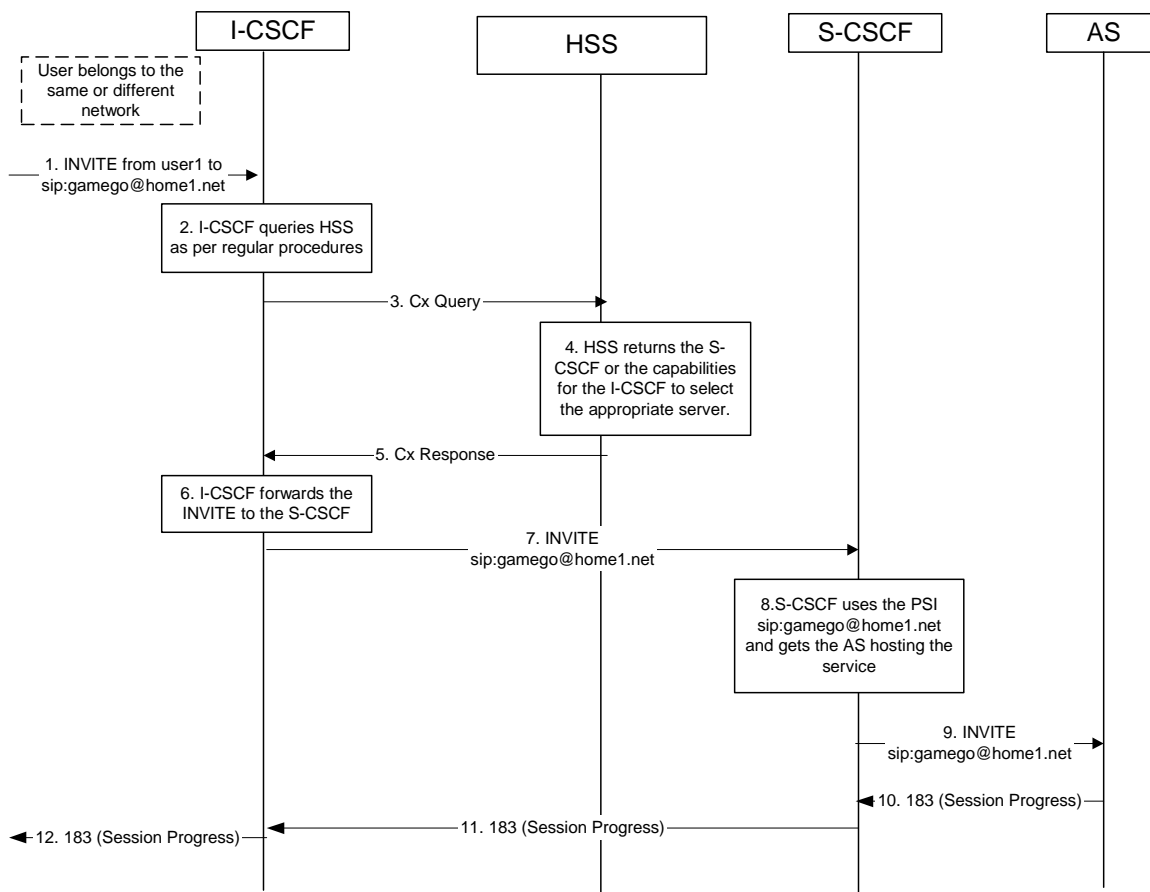 I-CSCF
HSS
S-CSCF
AS
User belongs to the
same or different
network
1. INVITE from user1 to
sip:gamego@home1.net
2. I-CSCF queries HSS
as per regular procedures
3. Cx Query
4. HSS returns the S-
CSCF or the capabilities
for the I-CSCF to select
the appropriate server.
5. Cx Response
6. I-CSCF forwards the
INVITE to the S-CSCF
7. INVITE
sip:gamego@home1.net
8.S-CSCF uses the PSI
sip:gamego@home1.net
and gets the AS hosting the
service
9. INVITE
sip:gamego@home1.net
10. 183 (Session Progress)
11. 183 (Session Progress)
12. 183 (Session Progress)